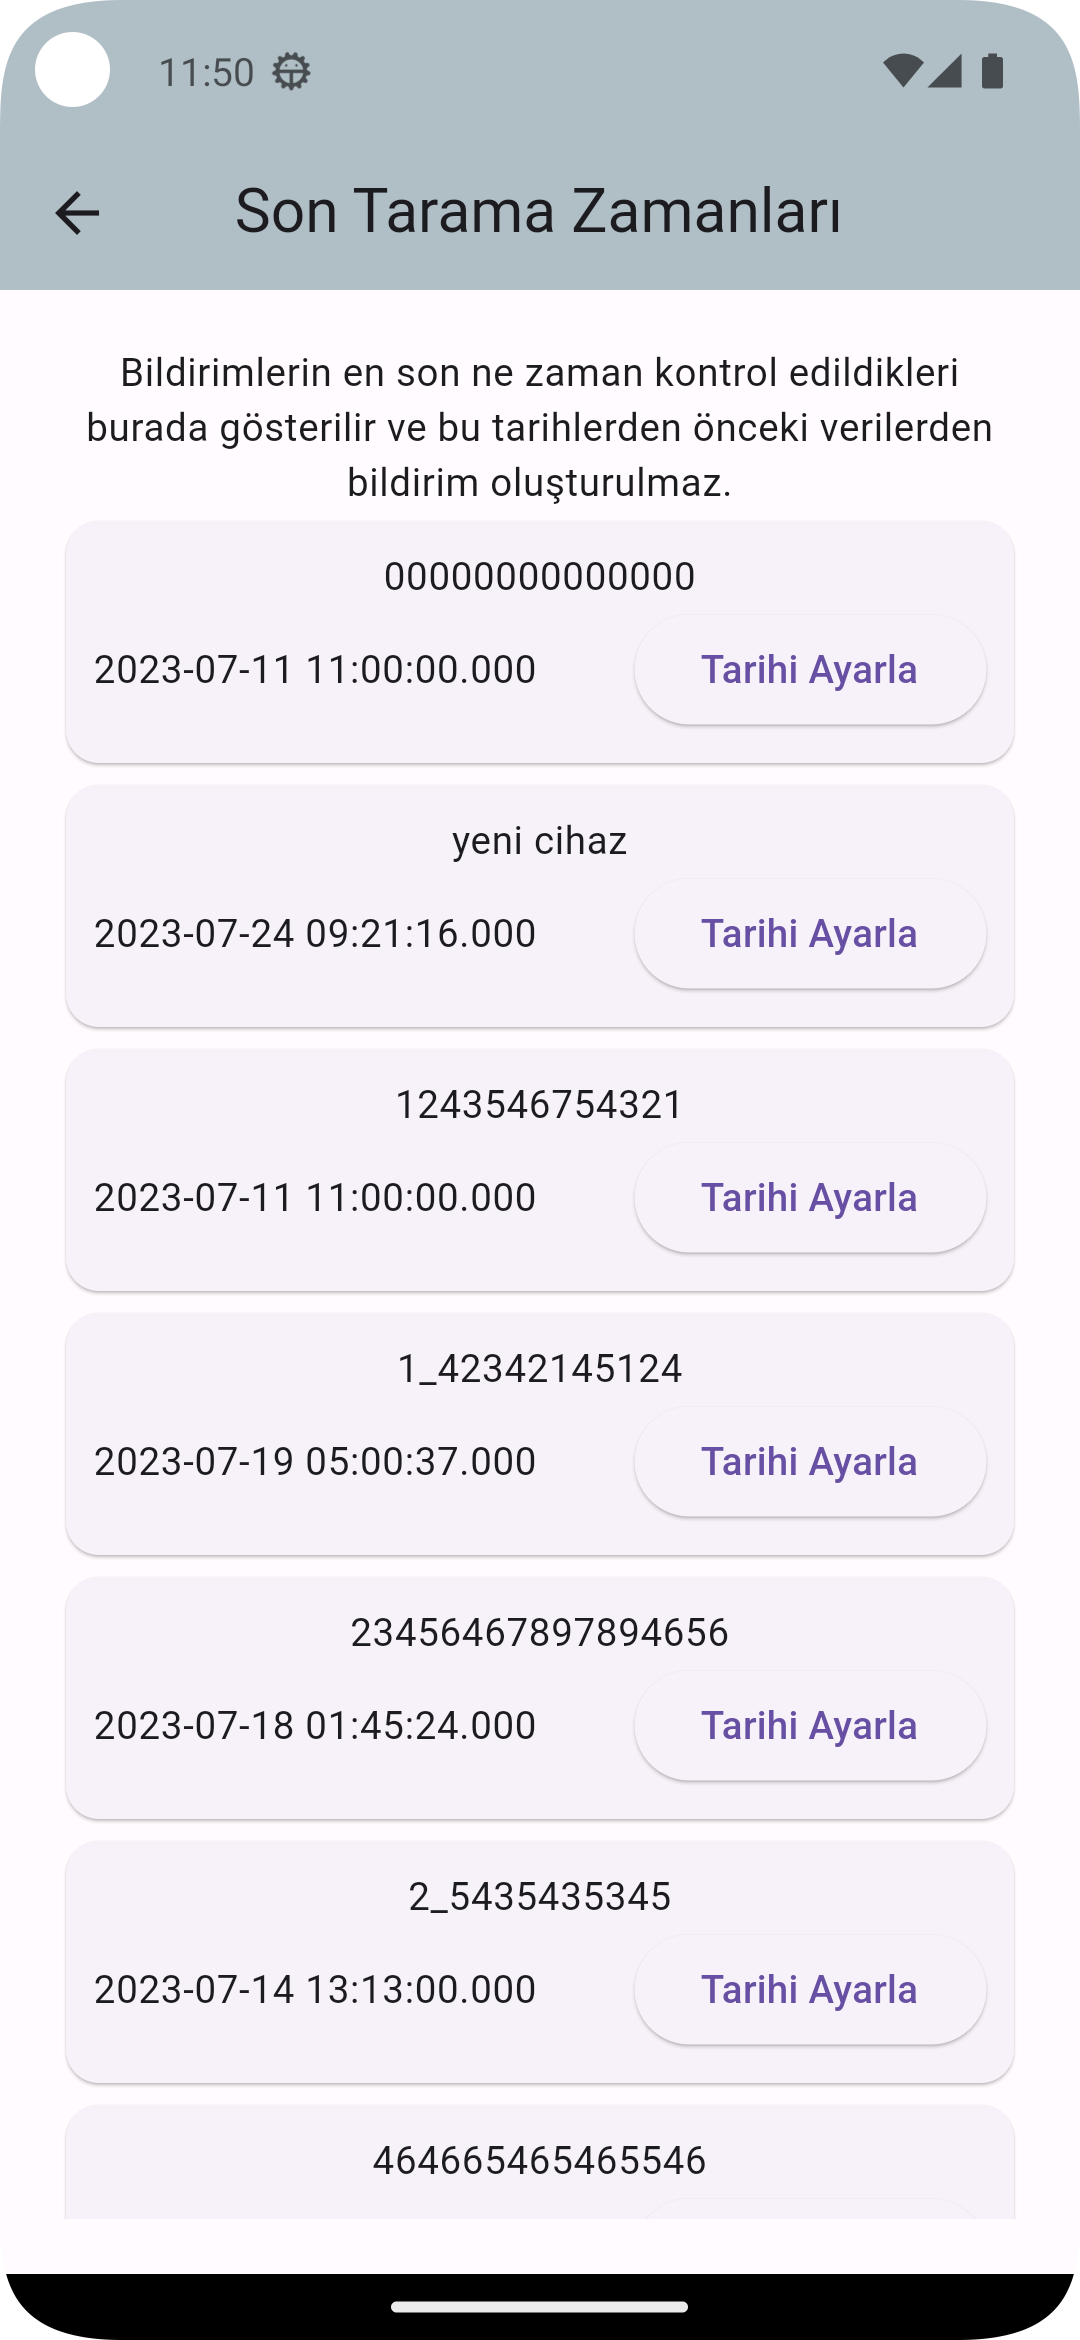 11:50
Son Tarama Zamanları
Bildirimlerin en son ne zaman kontrol edildikleri
burada gösterilir ve bu tarihlerden önceki verilerden
bildirim oluşturulmaz.
00000000000000
2023-07-11 11:00:00.000 Tarihi Ayarla
yeni cihaz
2023-07-24 09:21:16.000 Tarihi Ayarla
1243546754321
2023-07-11 11:00:00.000 Tarihi Ayarla
1_42342145124
2023-07-19 05:00:37.000 Tarihi Ayarla
23456467897894656
2023-07-18 01:45:24.000 Tarihi Ayarla
2_5435435345
2023-07-14 13:13:00.000 Tarihi Ayarla
464665465465546